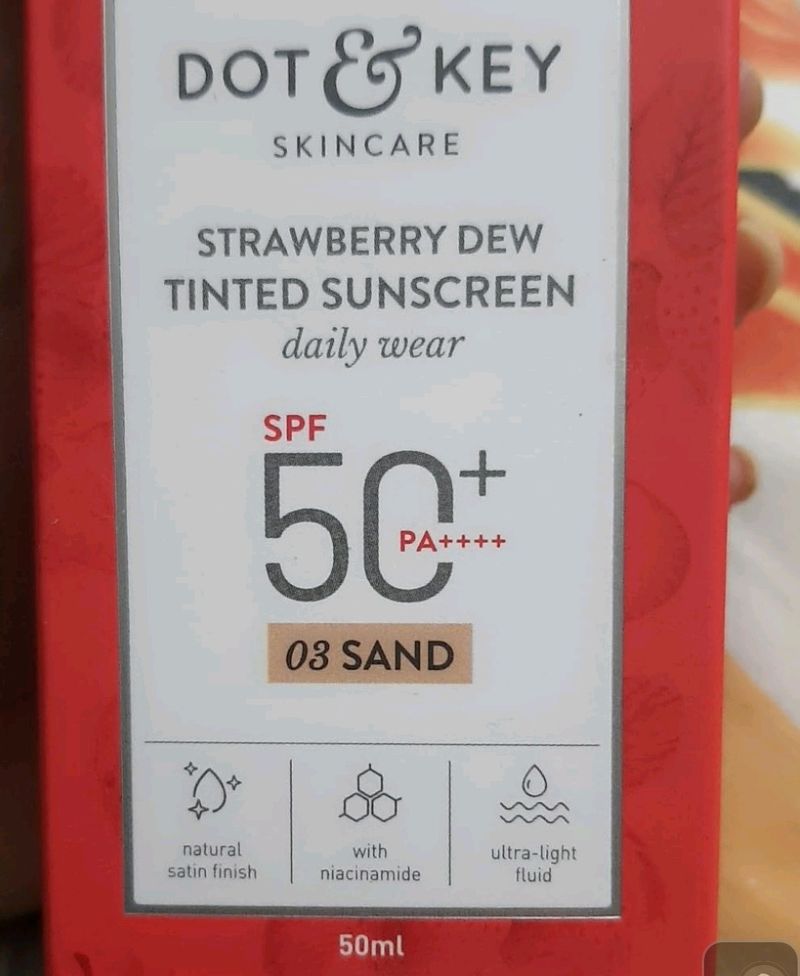 DOT & KEY
SKINCARE
STRAWBERRY DEW
TINTED SUNSCREEN
daily wear
SPF
50+
PA++++
03 SAND
natural
satin finish
with
niacinamide
ultra-light
fluid
50ml